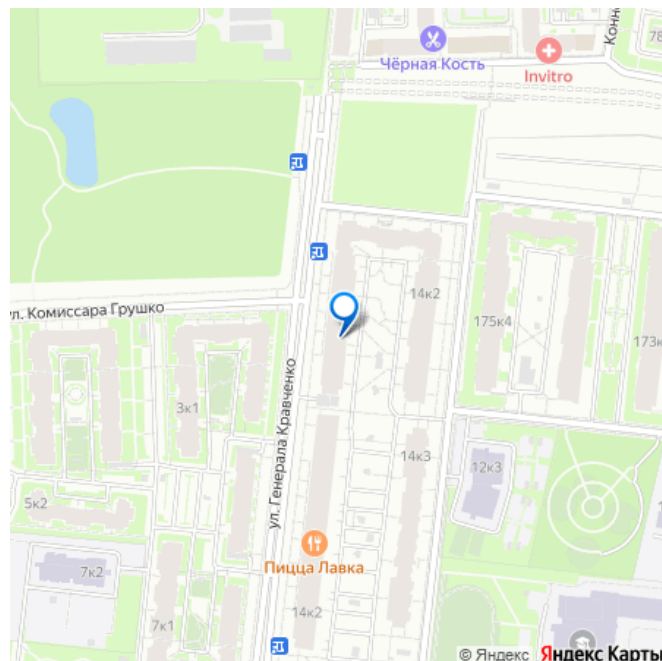 Чёрная Кость
Invitro
Конн
78
ул. Комиссара Грушко
14к2
175к4
173к
3к1
ул. Генерала Кравченко
14к3
12к3
5к2
7к2
Пицца Лавка
14к2
7к1
© Яндекс Яндекс Карты